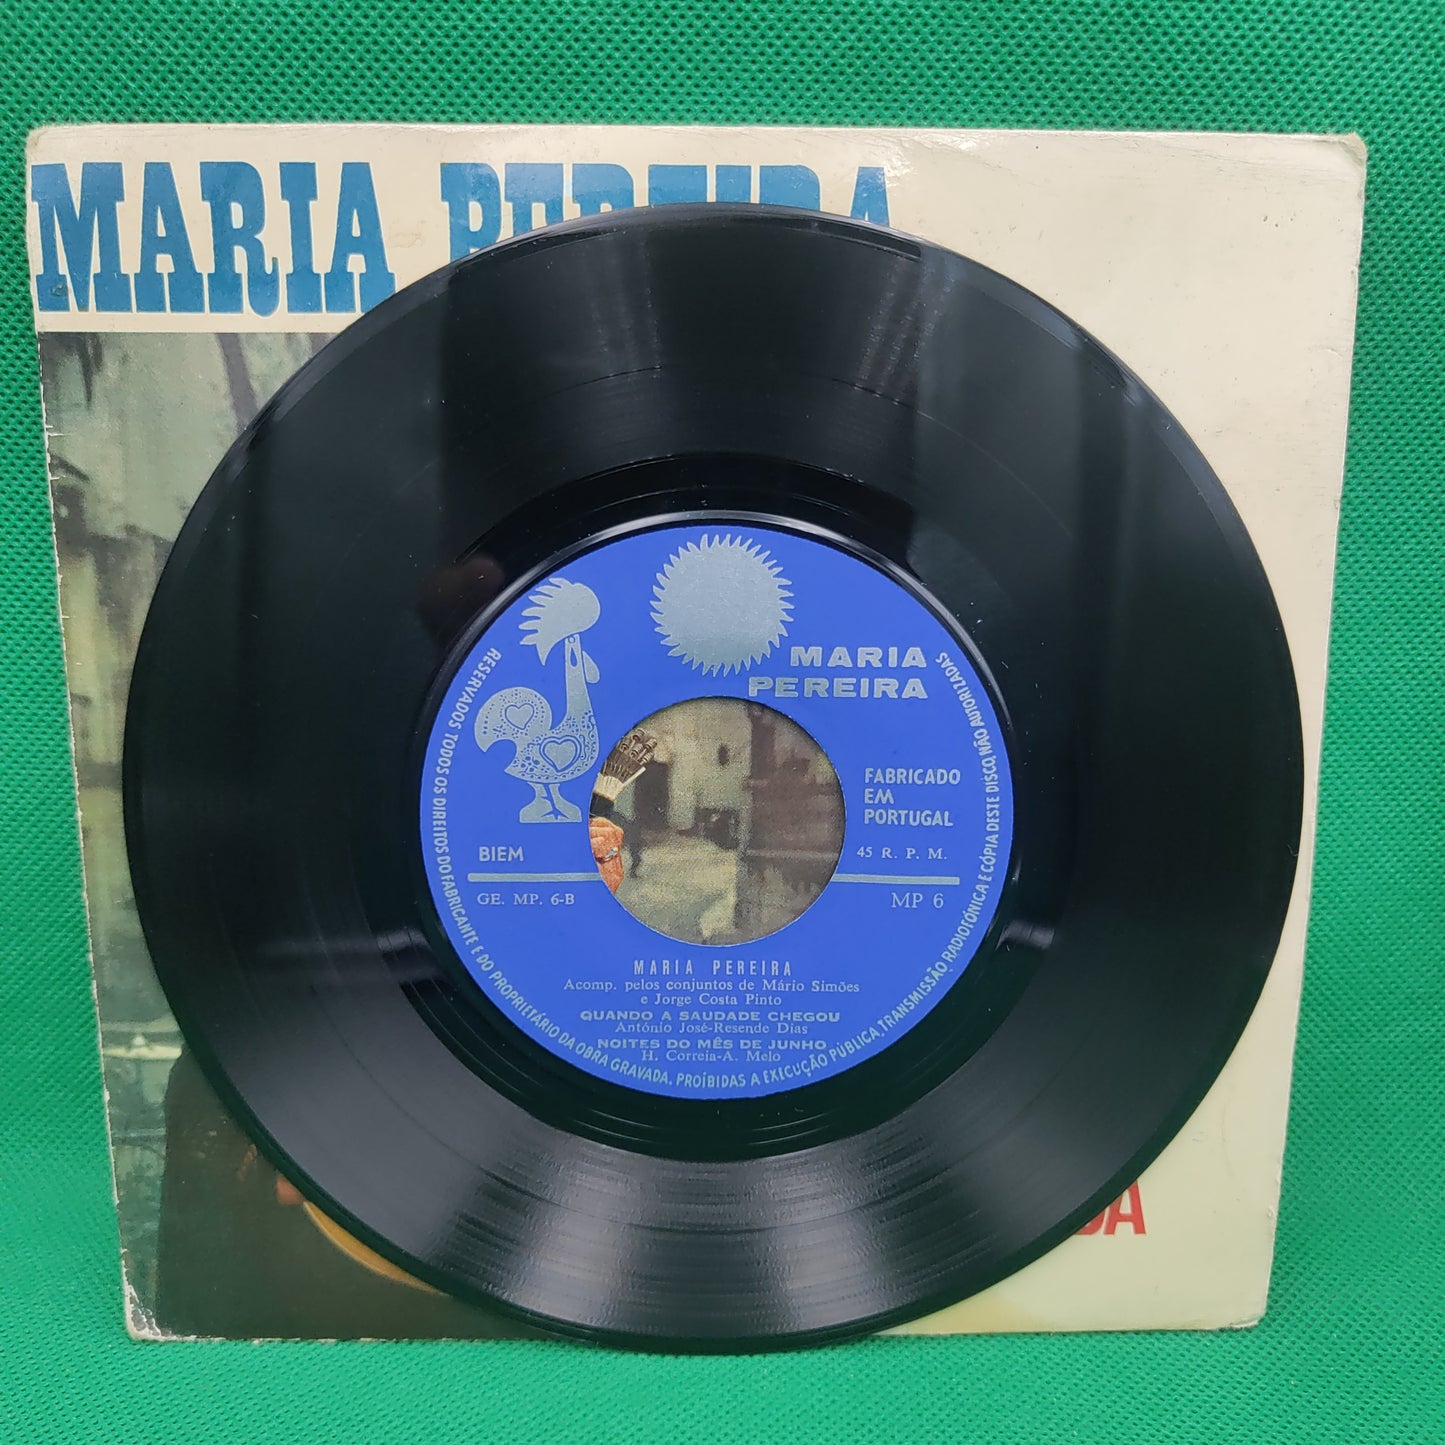 MARIA PEREIRA
MARIA
PEREIRA
FABRICADO
EM
PORTUGAL
BIEM
45 R. P. M.
GE. MP. 6-B
MP 6
MARIA PEREIRA
Acomp. pelos conjuntos de Mário Simões
e Jorge Costa Pinto
QUANDO A SAUDADE CHEGOU
António José-Resende Dias
NOITES DO MÊS DE JUNHO
H. Correia-A. Melo
RESERVADOS TODOS OS DIREITOS DO FABRICANTE E DO PROPRIETÁRIO DA OBRA GRAVADA. PROÍBIDAS A EXECUÇÃO PÚBLICA, TRANSMISSÃO RADIOFÓNICA E CÓPIA DESTE DISCO, NÃO AUTORIZADAS